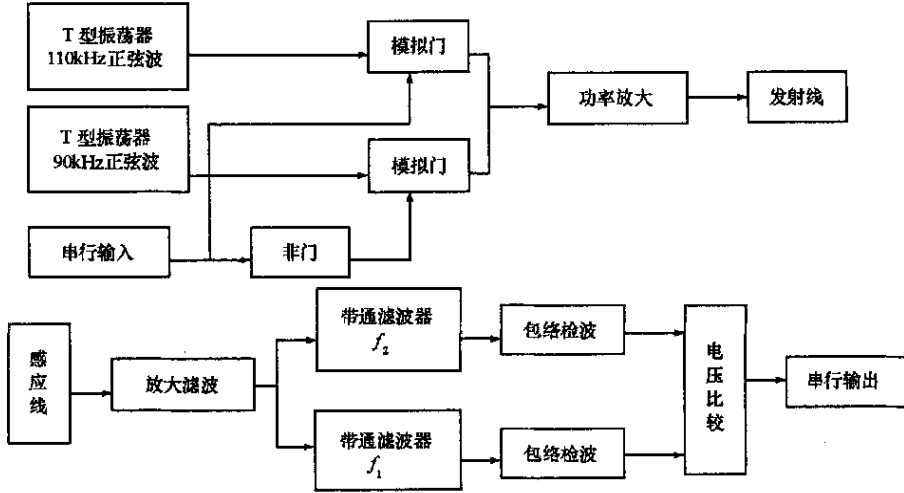 T 型振荡器
110kHz正弦波
模拟门
功率放大
发射线
T 型振荡器
90kHz正弦波
模拟门
串行输入
非门
感应线
放大滤波
带通滤波器
f₂
包络检波
电压比较
串行输出
带通滤波器
f₁
包络检波